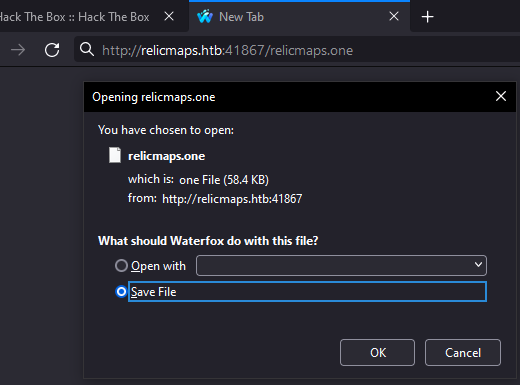 Hack The Box :: Hack The Box
New Tab
http://relicmaps.htb:41867/relicmaps.one
Opening relicmaps.one
You have chosen to open:
relicmaps.one
which is: one File (58.4 KB)
from: http://relicmaps.htb:41867
What should Waterfox do with this file?
Open with
Save File
OK Cancel